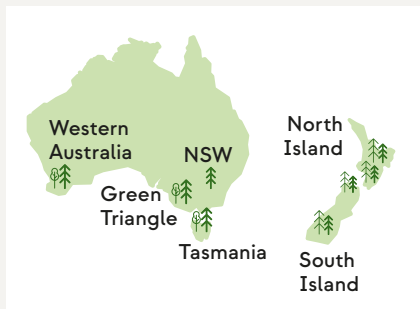 Western
Australia
NSW
Green
Triangle
Tasmania
North
Island
South
Island